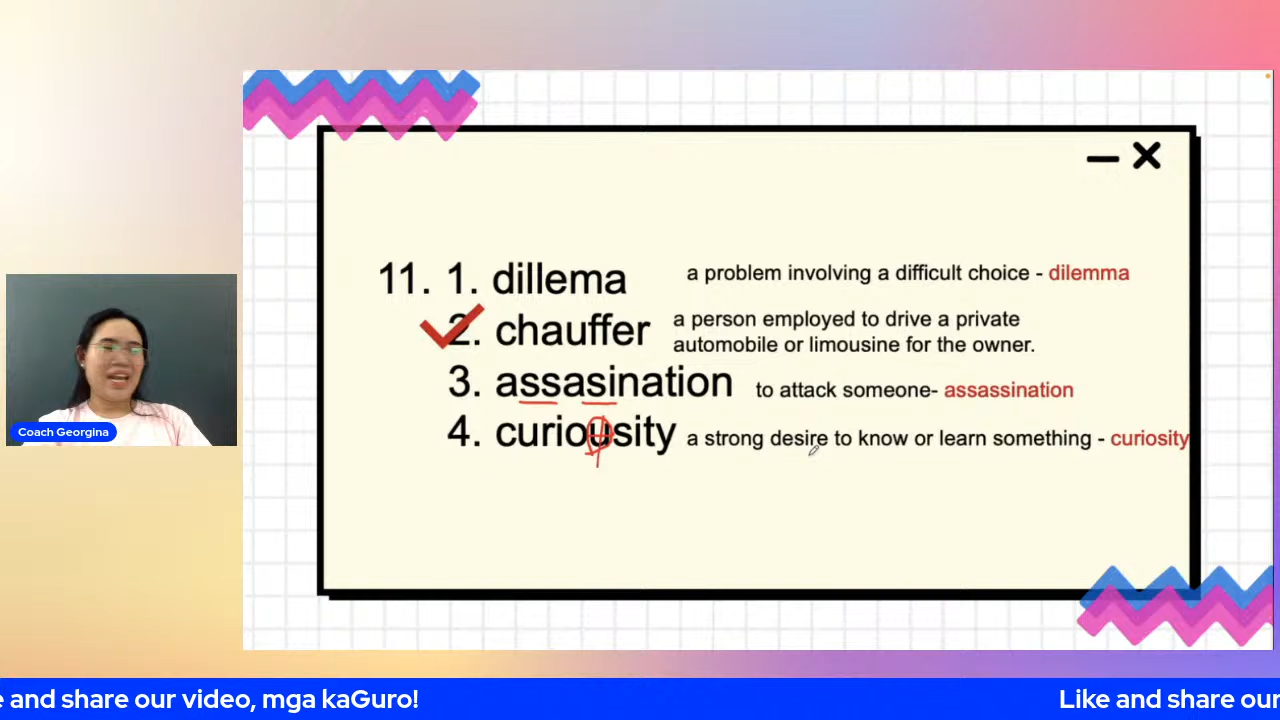 11. 1. dillema a problem involving a difficult choice - dilemma
2. chauffer a person employed to drive a private
automobile or limousine for the owner.
3. assasination to attack someone- assassination
4. curiousity a strong desire to know or learn something - curiosity
Coach Georgina
e and share our video, mga kaGuro!
Like and share our